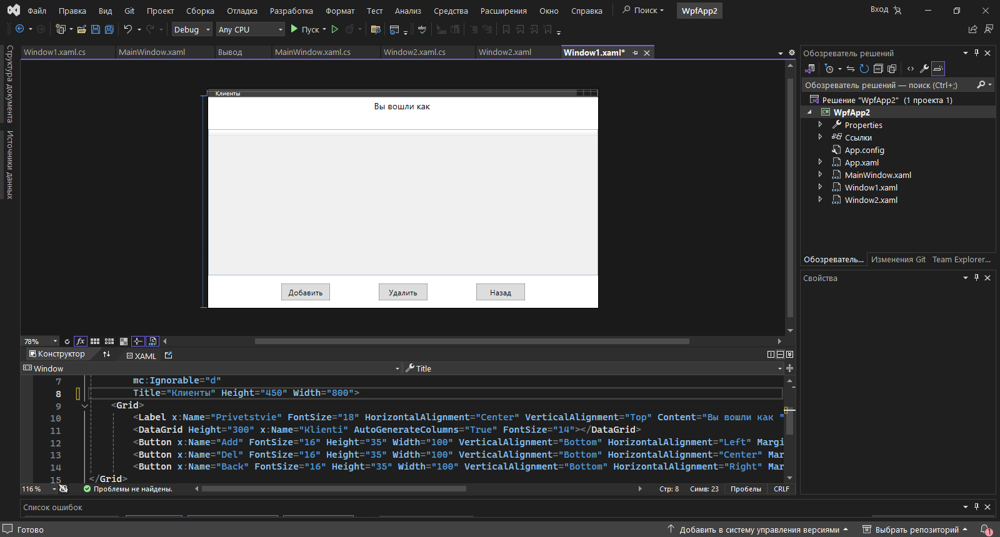 Файл Правка Вид Git Проект Сборка Отладка Разработка Формат Тест Анализ Средства Расширения Окно Справка Поиск WpfApp2 Вход
Debug Any CPU Пуск abc
Структура документа
Источники данных
Window1.xaml.cs MainWindow.xaml Вывод MainWindow.xaml.cs Window2.xaml.cs Window2.xaml Window1.xaml*
Клиенты
Вы вошли как
Добавить Удалить Назад
78% fx
Конструктор XAML
Window Title
7 mc:Ignorable="d"
8 Title="Клиенты" Height="450" Width="800">
9 <Grid>
10 <Label x:Name="Privetstvie" FontSize="18" HorizontalAlignment="Center" VerticalAlignment="Top" Content="Вы вошли как "
11 <DataGrid Height="300" x:Name="Klienti" AutoGenerateColumns="True" FontSize="14"></DataGrid>
12 <Button x:Name="Add" FontSize="16" Height="35" Width="100" VerticalAlignment="Bottom" HorizontalAlignment="Left" Margi
13 <Button x:Name="Del" FontSize="16" Height="35" Width="100" VerticalAlignment="Bottom" HorizontalAlignment="Center" Mar
14 <Button x:Name="Back" FontSize="16" Height="35" Width="100" VerticalAlignment="Bottom" HorizontalAlignment="Right" Mar
15 </Grid>
116 % Проблемы не найдены. Стр: 8 Симв: 23 Пробелы CRLF
Список ошибок
Обозреватель решений
Обозреватель решений — поиск (Ctrl+;)
Решение "WpfApp2" (1 проекта 1)
C# WpfApp2
Properties
Ссылки
App.config
App.xaml
MainWindow.xaml
Window1.xaml
Window2.xaml
Обозреватель... Изменения Git Team Explorer...
Свойства
Готово Добавить в систему управления версиями Выбрать репозиторий 1